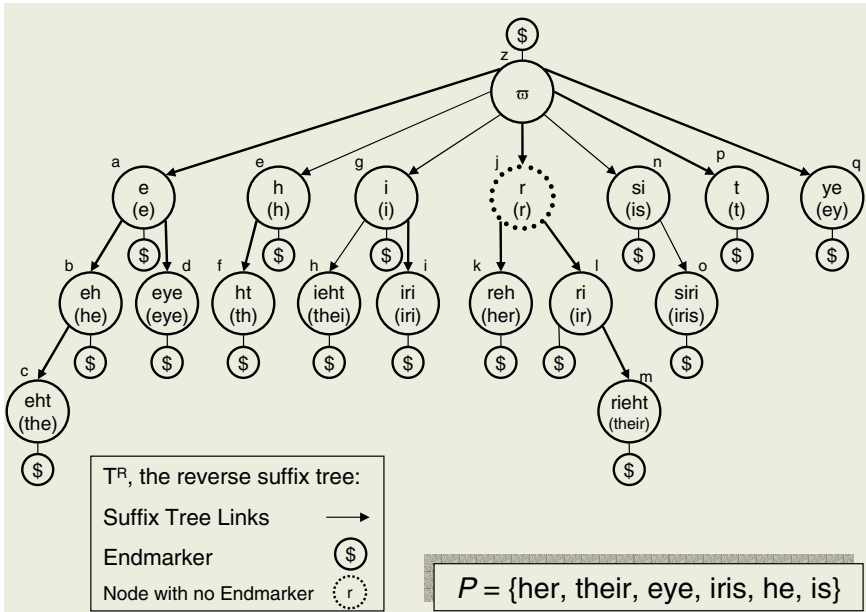 $
z
ϖ
a
e
(e)
$
e
h
(h)
$
g
i
(i)
$
j
r
(r)
n
si
(is)
$
p
t
(t)
$
q
ye
(ey)
$
b
eh
(he)
$
d
eye
(eye)
$
f
ht
(th)
$
h
ieht
(thei)
$
i
iri
(iri)
$
k
reh
(her)
$
l
ri
(ir)
$
o
siri
(iris)
$
c
eht
(the)
$
m
rieht
(their)
$
Tᴿ, the reverse suffix tree:
Suffix Tree Links
Endmarker $
Node with no Endmarker r
P = {her, their, eye, iris, he, is}